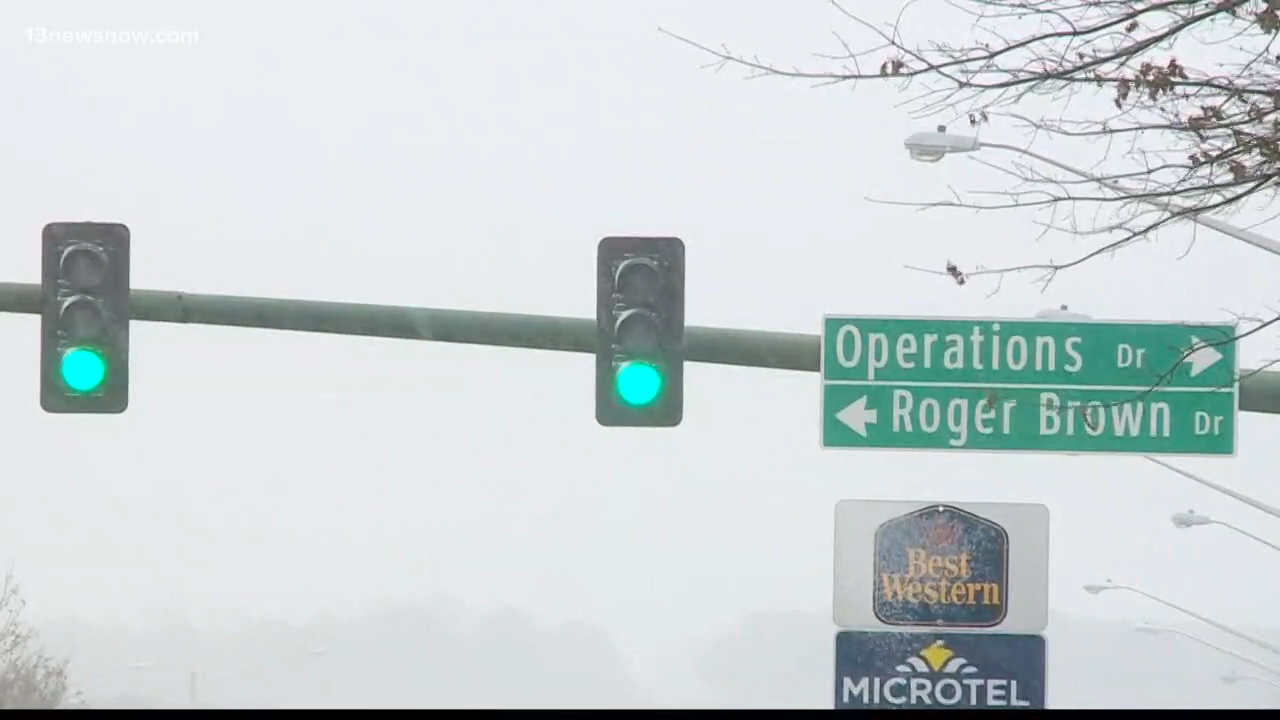 13newsnow.com
Operations Dr
Roger Brown Dr
Best
Western
MICROTEL